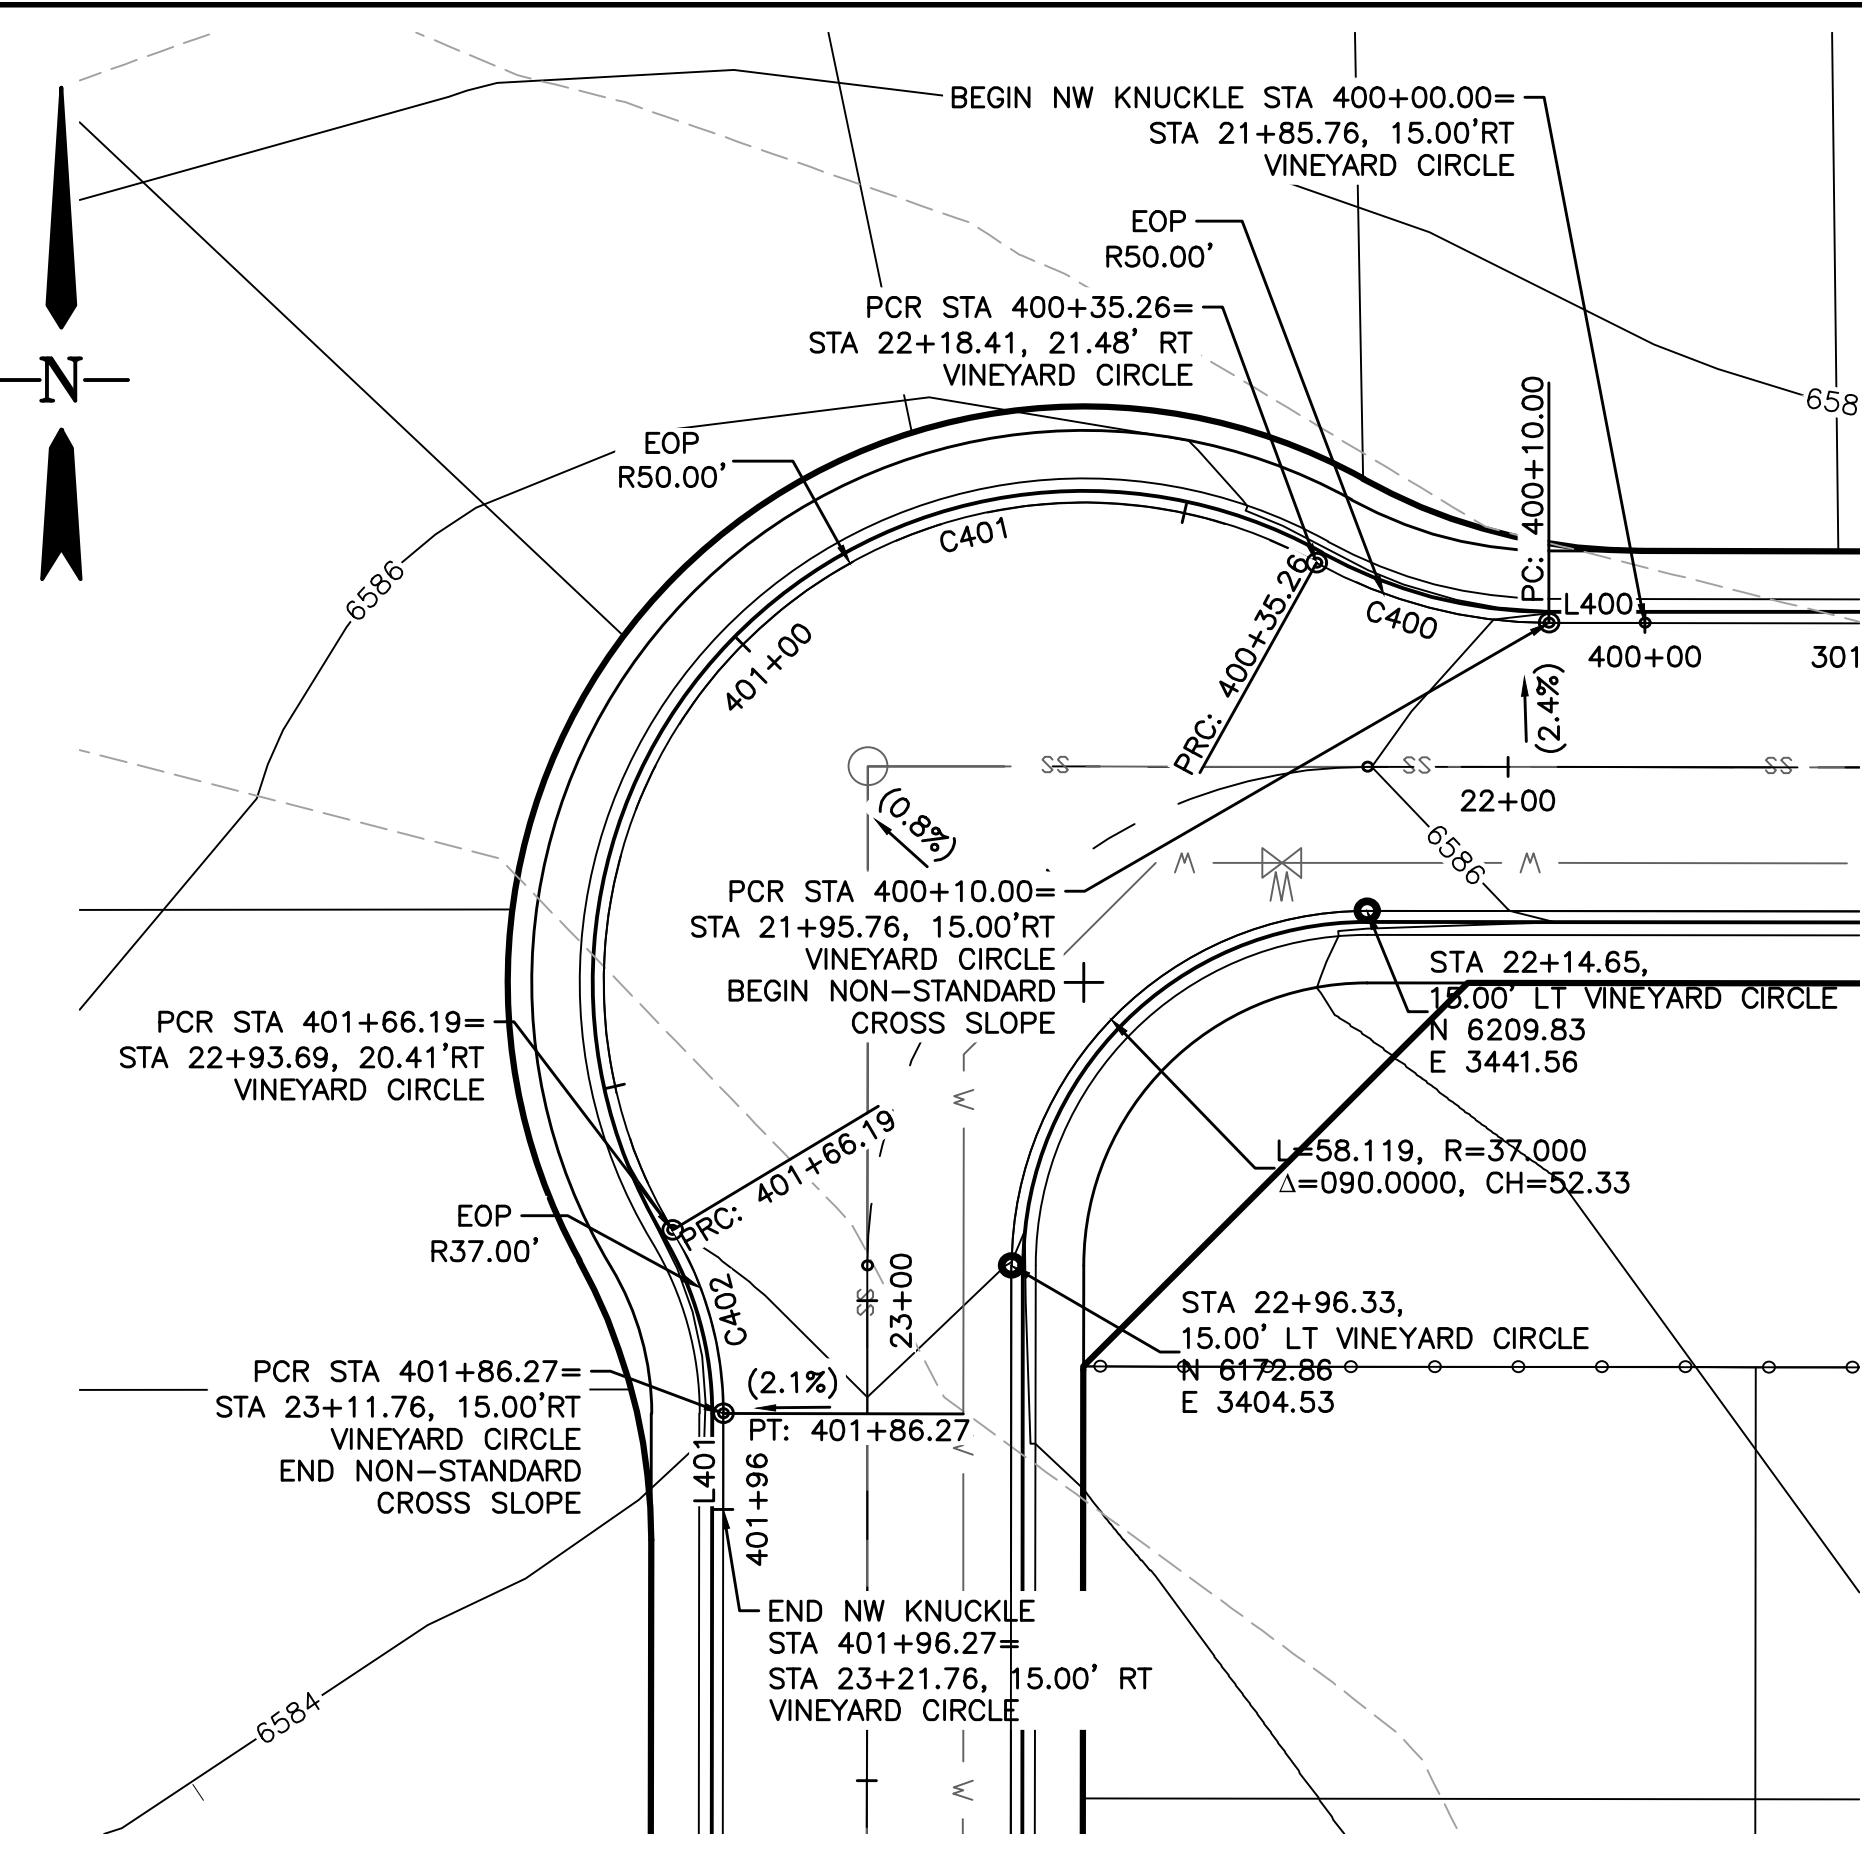 BEGIN NW KNUCKLE STA 400+00.00=
STA 21+85.76, 15.00'RT
VINEYARD CIRCLE
EOP
R50.00'
PCR STA 400+35.26=
STA 22+18.41, 21.48' RT
VINEYARD CIRCLE
N
658
PC: 400+10.00
EOP
R50.00'
C401
6586
401+00
PRC: 400+35.26
C400
L400
400+00
301
(2.4%)
SS
SS
SS
22+00
(0.8%)
6586
W
W
M
PCR STA 400+10.00=
STA 21+95.76, 15.00'RT
VINEYARD CIRCLE
BEGIN NON-STANDARD
CROSS SLOPE
STA 22+14.65,
15.00' LT VINEYARD CIRCLE
N 6209.83
E 3441.56
PCR STA 401+66.19=
STA 22+93.69, 20.41'RT
VINEYARD CIRCLE
W
PRC: 401+66.19
L=58.119, R=37.000
Δ=090.0000, CH=52.33
EOP
R37.00'
C402
SS
23+00
STA 22+96.33,
15.00' LT VINEYARD CIRCLE
N 6172.86
E 3404.53
PCR STA 401+86.27=
STA 23+11.76, 15.00'RT
VINEYARD CIRCLE
END NON-STANDARD
CROSS SLOPE
(2.1%)
PT: 401+86.27
W
L401
401+96
END NW KNUCKLE
STA 401+96.27=
STA 23+21.76, 15.00' RT
VINEYARD CIRCLE
6584
W